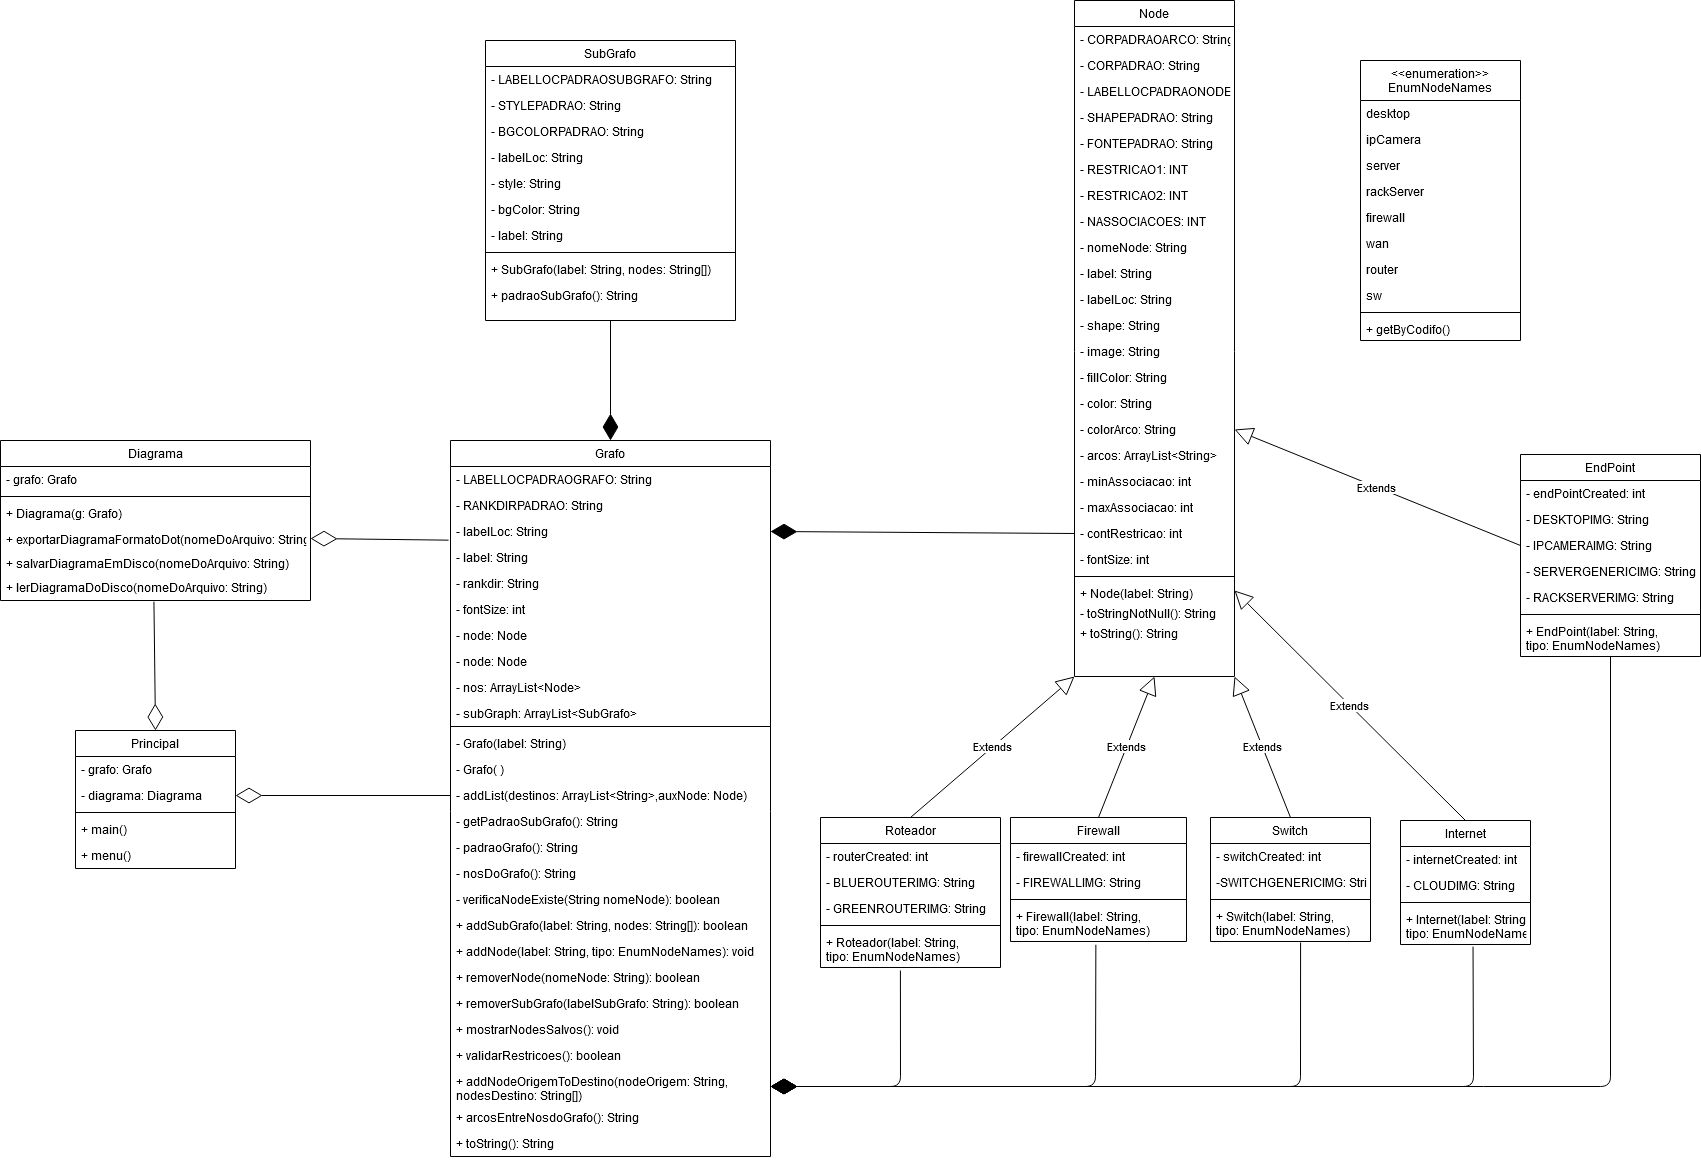 Node
- CORPADRAOARCO: String
- CORPADRAO: String
- LABELLOCPADRAONODE
- SHAPEPADRAO: String
- FONTEPADRAO: String
- RESTRICAO1: INT
- RESTRICAO2: INT
- NASSOCIACOES: INT
- nomeNode: String
- label: String
- labelLoc: String
- shape: String
- image: String
- fillColor: String
- color: String
- colorArco: String
- arcos: ArrayList<String>
- minAssociacao: int
- maxAssociacao: int
- contRestricao: int
- fontSize: int
+ Node(label: String)
- toStringNotNull(): String
+ toString(): String
SubGrafo
- LABELLOCPADRAOSUBGRAFO: String
- STYLEPADRAO: String
- BGCOLORPADRAO: String
- labelLoc: String
- style: String
- bgColor: String
- label: String
+ SubGrafo(label: String, nodes: String[])
+ padraoSubGrafo(): String
<<enumeration>>
EnumNodeNames
desktop
ipCamera
server
rackServer
firewall
wan
router
sw
+ getByCodifo()
Diagrama
- grafo: Grafo
+ Diagrama(g: Grafo)
+ exportarDiagramaFormatoDot(nomeDoArquivo: String
+ salvarDiagramaEmDisco(nomeDoArquivo: String)
+ lerDiagramaDoDisco(nomeDoArquivo: String)
Grafo
- LABELLOCPADRAOGRAFO: String
- RANKDIRPADRAO: String
- labelLoc: String
- label: String
- rankdir: String
- fontSize: int
- node: Node
- node: Node
- nos: ArrayList<Node>
- subGraph: ArrayList<SubGrafo>
- Grafo(label: String)
- Grafo( )
- addList(destinos: ArrayList<String>,auxNode: Node)
- getPadraoSubGrafo(): String
- padraoGrafo(): String
- nosDoGrafo(): String
- verificaNodeExiste(String nomeNode): boolean
+ addSubGrafo(label: String, nodes: String[]): boolean
+ addNode(label: String, tipo: EnumNodeNames): void
+ removerNode(nomeNode: String): boolean
+ removerSubGrafo(labelSubGrafo: String): boolean
+ mostrarNodesSalvos(): void
+ validarRestricoes(): boolean
+ addNodeOrigemToDestino(nodeOrigem: String,
nodesDestino: String[])
+ arcosEntreNosdoGrafo(): String
+ toString(): String
Principal
- grafo: Grafo
- diagrama: Diagrama
+ main()
+ menu()
EndPoint
- endPointCreated: int
- DESKTOPIMG: String
- IPCAMERAIMG: String
- SERVERGENERICIMG: String
- RACKSERVERIMG: String
+ EndPoint(label: String,
tipo: EnumNodeNames)
Extends
Extends
Extends
Extends
Extends
Roteador
- routerCreated: int
- BLUEROUTERIMG: String
- GREENROUTERIMG: String
+ Roteador(label: String,
tipo: EnumNodeNames)
Firewall
- firewallCreated: int
- FIREWALLIMG: String
+ Firewall(label: String,
tipo: EnumNodeNames)
Switch
- switchCreated: int
-SWITCHGENERICIMG: Stri
+ Switch(label: String,
tipo: EnumNodeNames)
Internet
- internetCreated: int
- CLOUDIMG: String
+ Internet(label: String
tipo: EnumNodeName